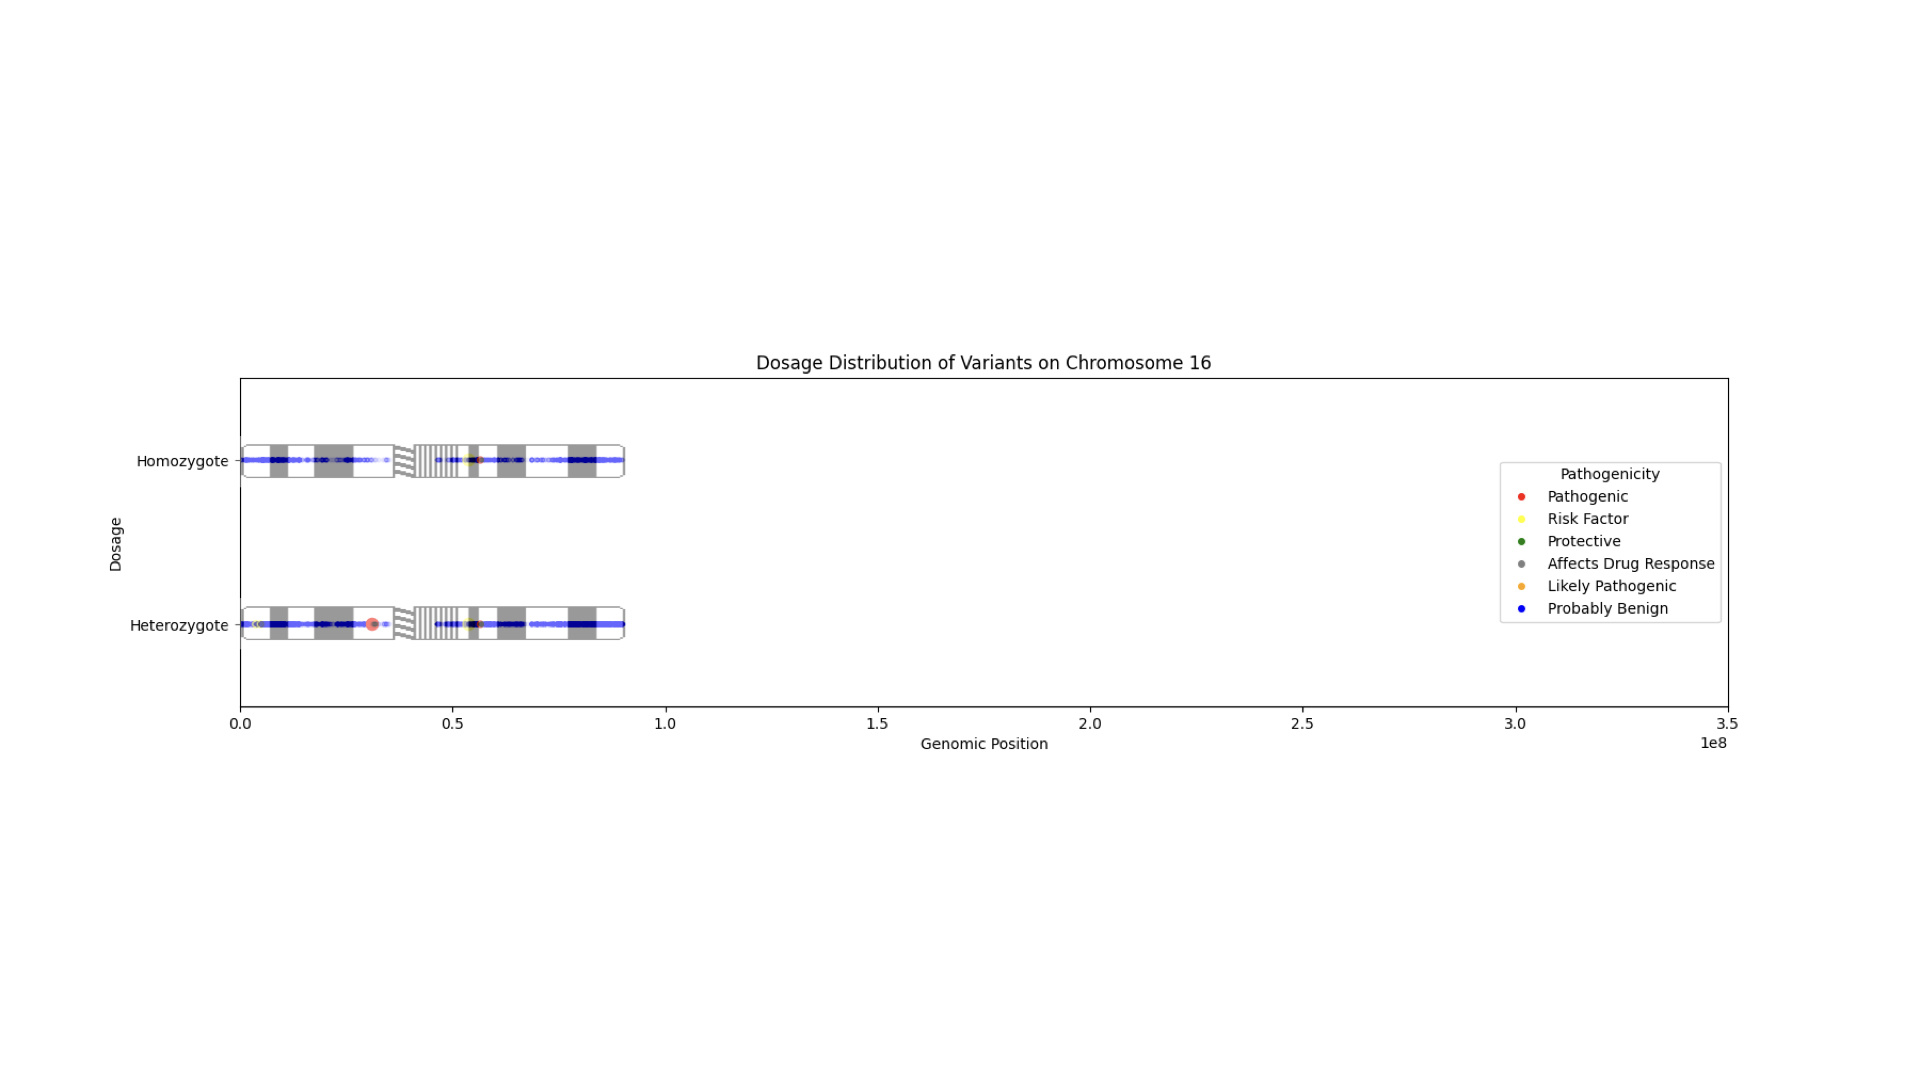 Dosage Distribution of Variants on Chromosome 16
Homozygote
Dosage
Heterozygote
Pathogenicity
Pathogenic
Risk Factor
Protective
Affects Drug Response
Likely Pathogenic
Probably Benign
0.0 0.5 1.0 1.5 2.0 2.5 3.0 3.5
1e8
Genomic Position